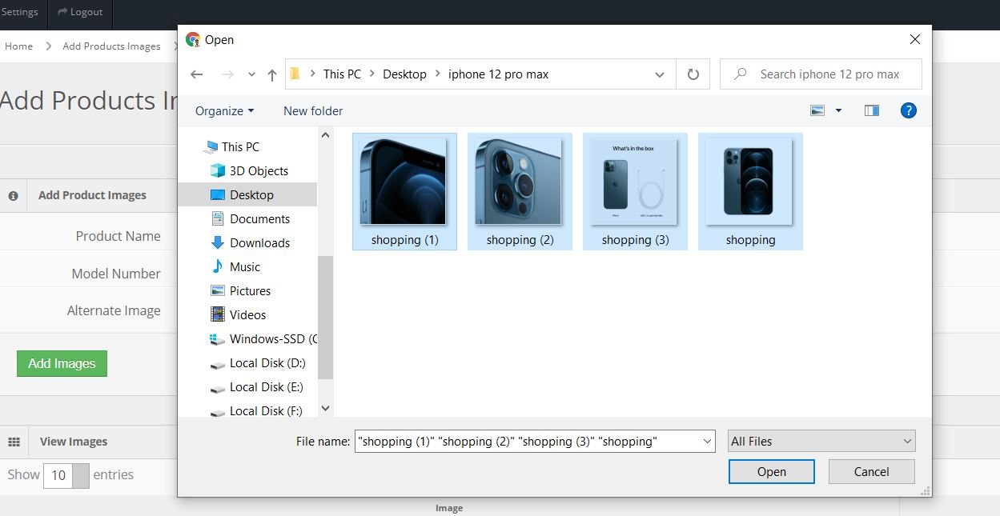 Settings
Logout
Home
Add Products Images
Add Products
Add Product Images
Product Name
Model Number
Alternate Image
Add Images
View Images
Show 10 entries
Image
Open
This PC
Desktop
iphone 12 pro max
Search iphone 12 pro max
Organize
New folder
?
This PC
3D Objects
Desktop
Documents
Downloads
Music
Pictures
Videos
Windows-SSD (C
Local Disk (D:)
Local Disk (E:)
Local Disk (F:)
What's in the box
shopping (1)
shopping (2)
shopping (3)
shopping
File name:
"shopping (1)" "shopping (2)" "shopping (3)" "shopping"
All Files
Open
Cancel